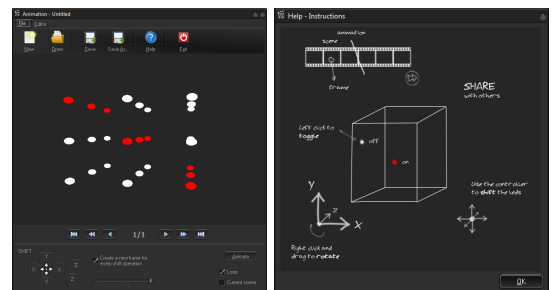 Animation - Untitled
File Editor
New Open Save Save As.. Help Exit
1/1
SHIFT
Y
X X
Y
Z
Z
Create a new frame for
every shift operation
Animate
Loop
Current scene
Help - Instructions
animation
scene
frame
SHARE
with others
left click to
toggle
off
on
Y
Z
X
Right click and
drag to rotate
Use the controller
to shift the leds
OK